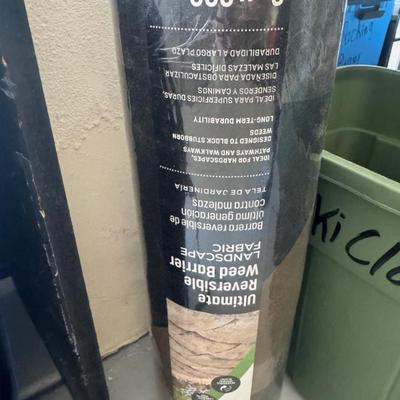 Ultimate
Reversible
Weed Barrier
LANDSCAPE
FABRIC
Barrera reversible de
última generación
contra malezas
TELA DE JARDINERÍA
IDEAL FOR HARDSCAPES,
PATHWAYS AND WALKWAYS
DESIGNED TO BLOCK STUBBORN
WEEDS
LONG-TERM DURABILITY
IDEAL PARA SUPERFICIES DURAS,
SENDEROS Y CAMINOS
DISEÑADA PARA OBSTACULIZAR
LAS MALEZAS DIFÍCILES
DURABILIDAD A LARGO PLAZO